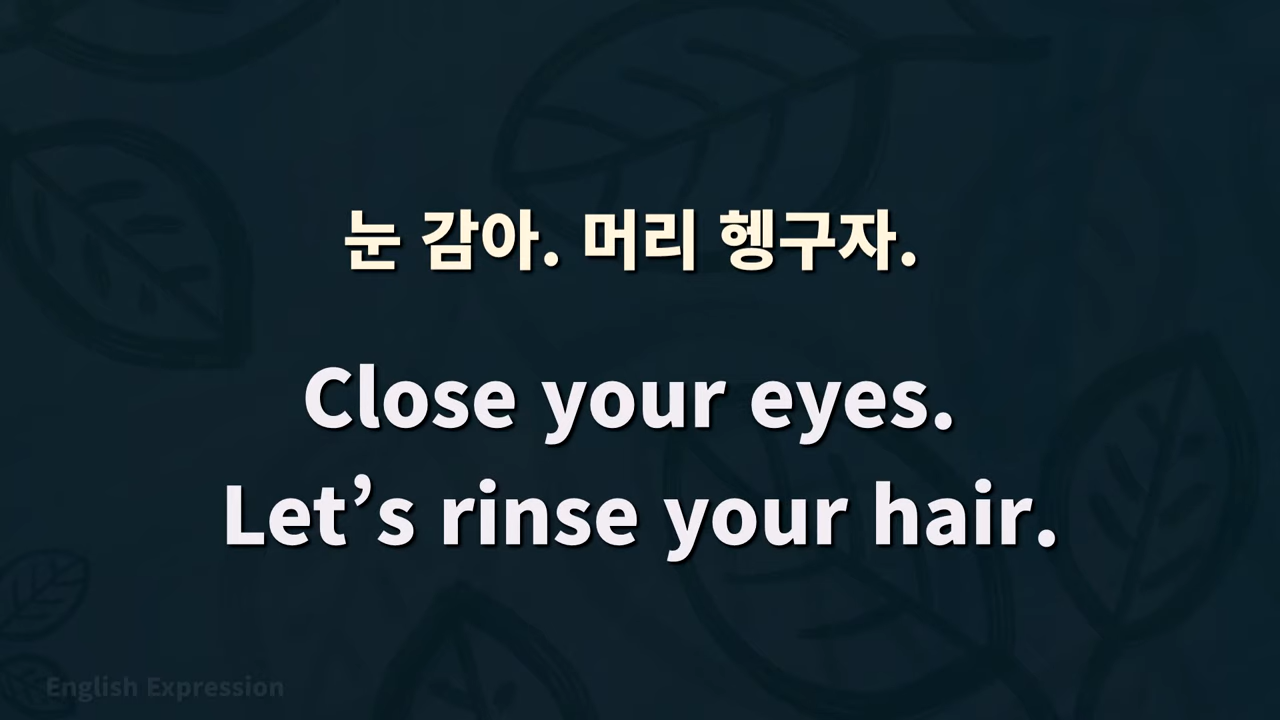 눈 감아. 머리 헹구자.
Close your eyes.
Let’s rinse your hair.
English Expression